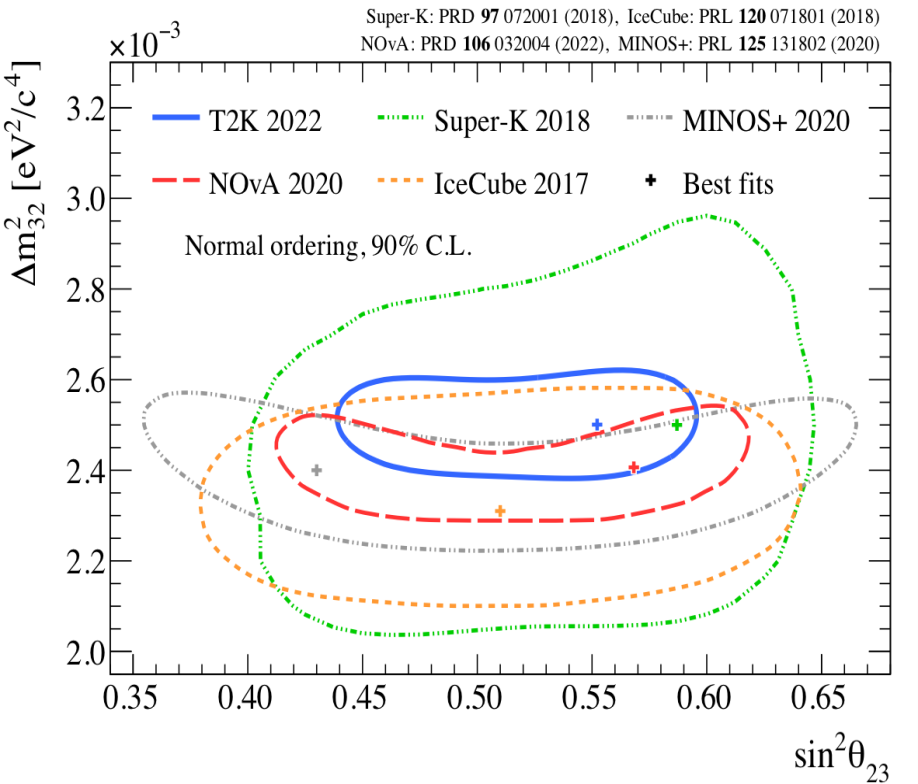 Super-K: PRD 97 072001 (2018), IceCube: PRL 120 071801 (2018)
NOvA: PRD 106 032004 (2022), MINOS+: PRL 125 131802 (2020)
×10⁻³
Δm²₃₂ [eV²/c⁴]
T2K 2022 Super-K 2018 MINOS+ 2020
NOvA 2020 IceCube 2017 Best fits
Normal ordering, 90% C.L.
3.2
3.0
2.8
2.6
2.4
2.2
2.0
0.35 0.40 0.45 0.50 0.55 0.60 0.65
sin²θ₂₃